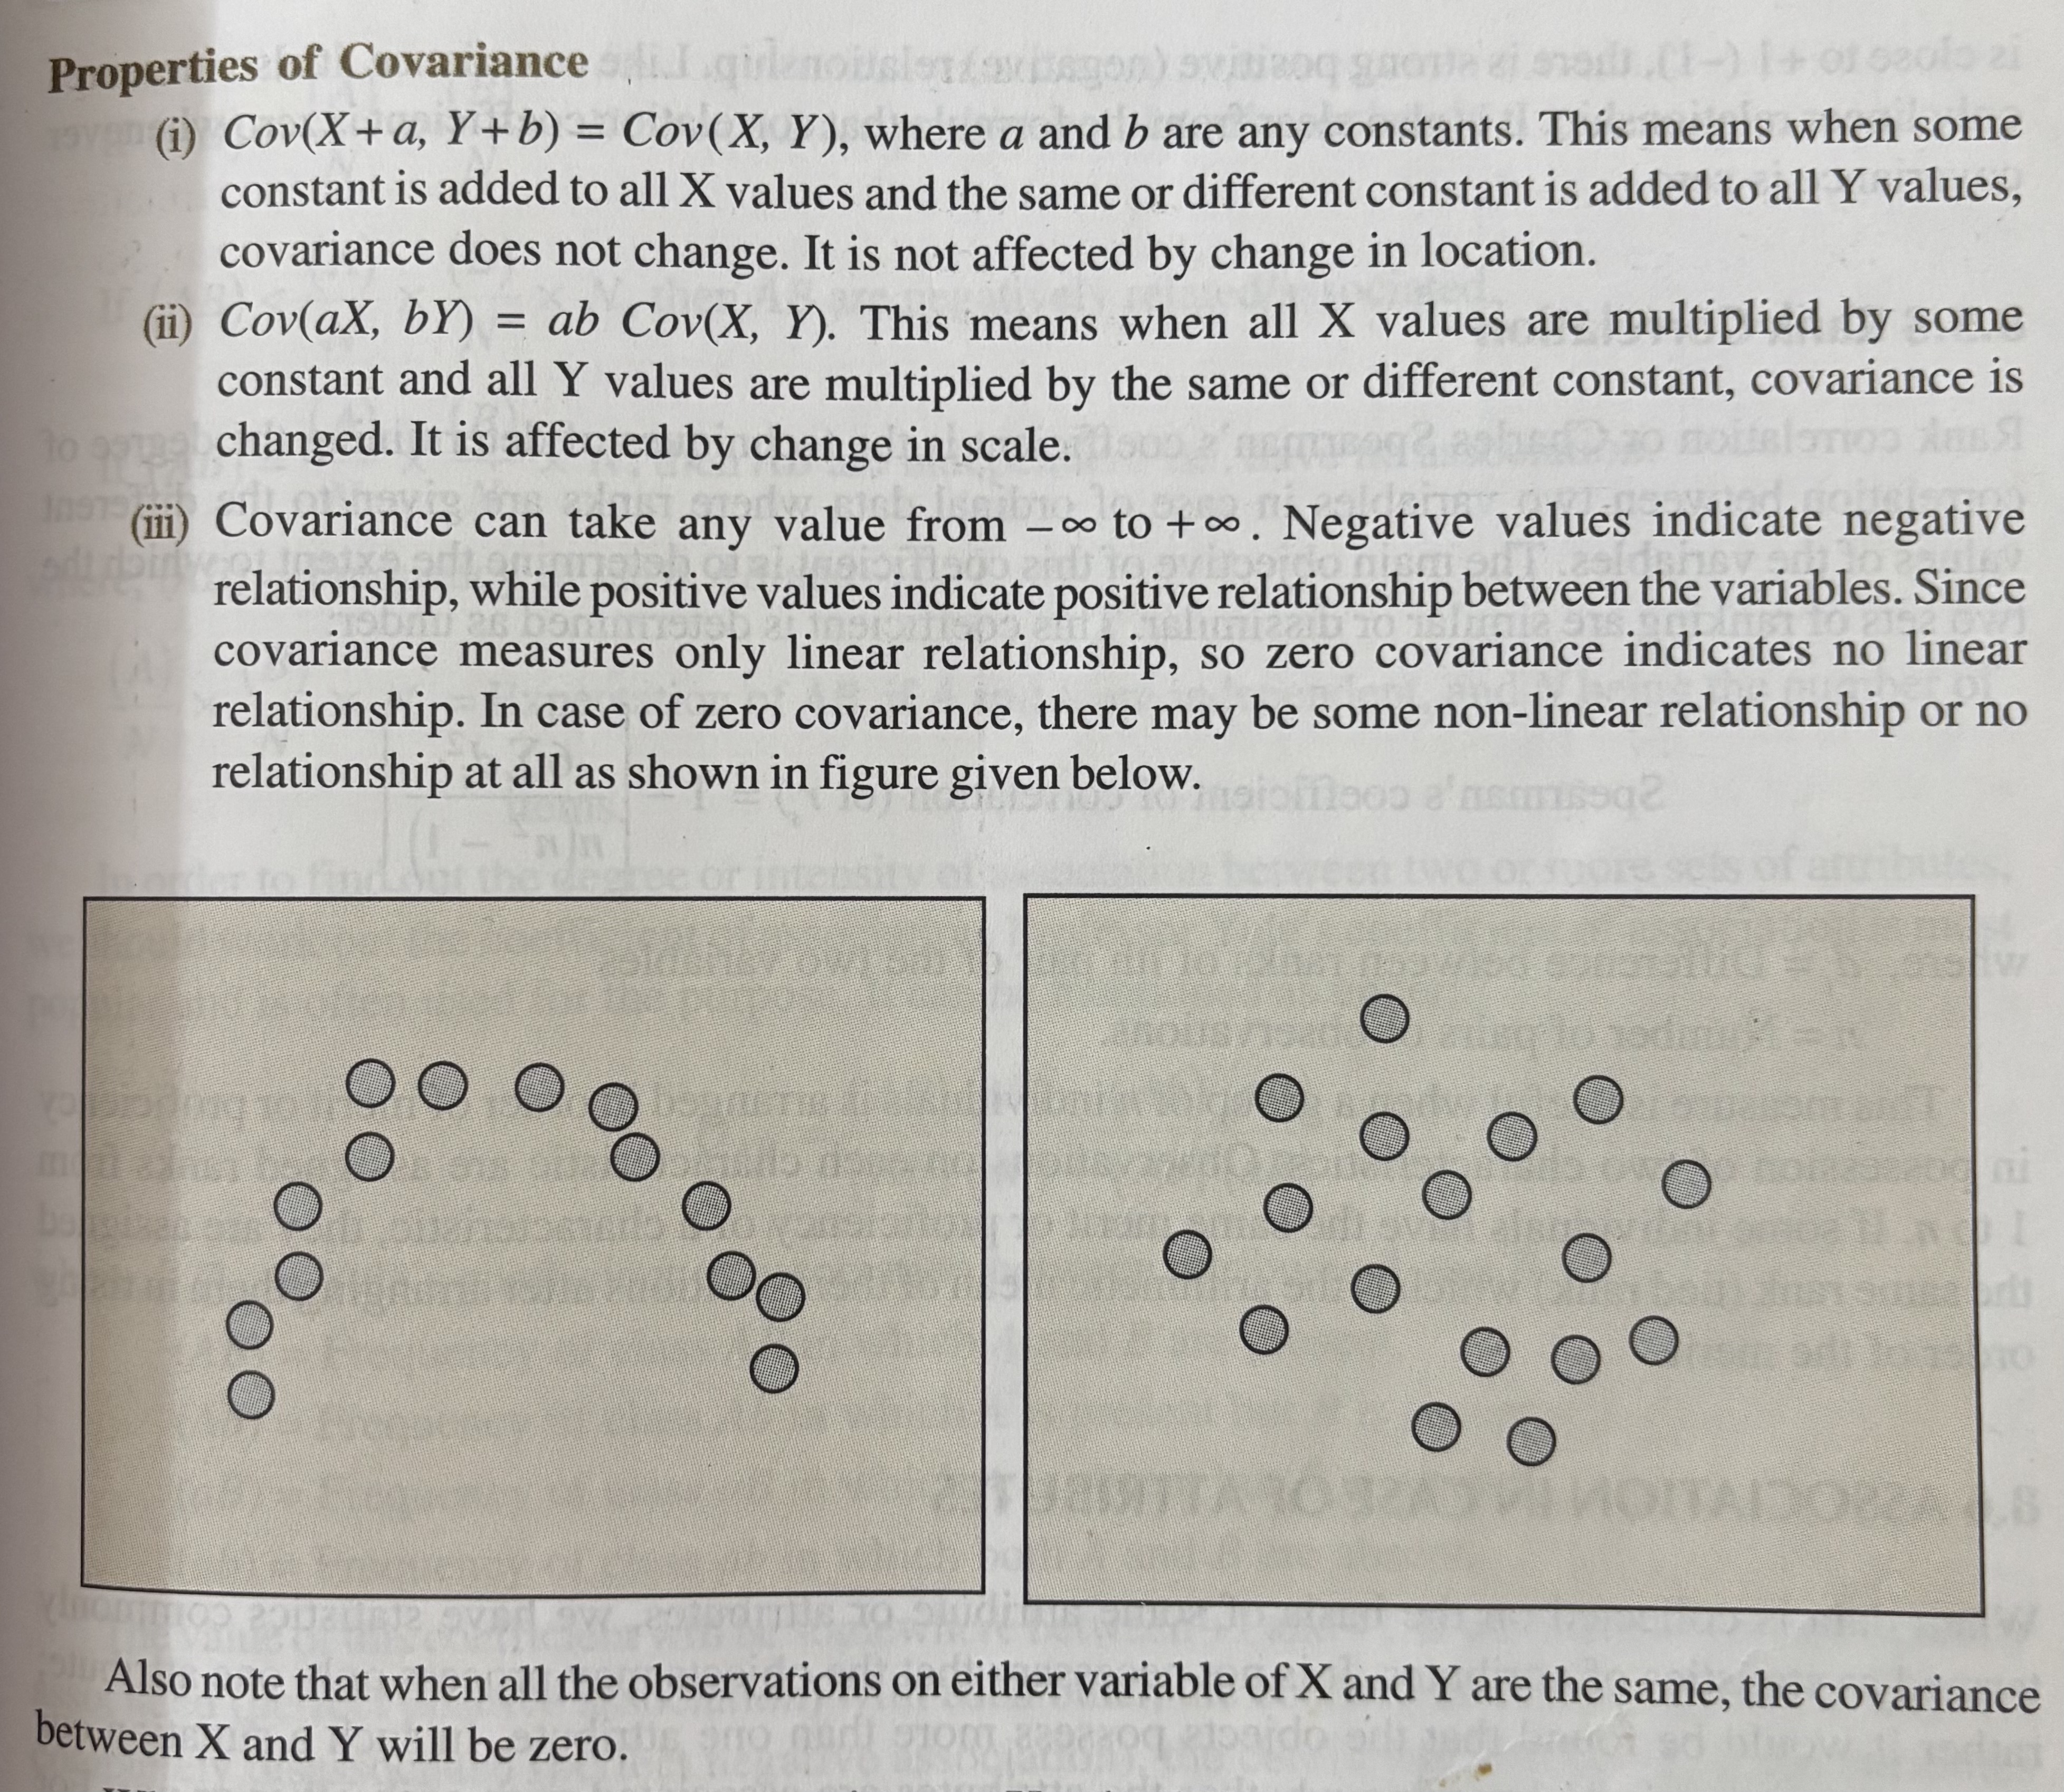 Properties of Covariance
(i) Cov(X+a, Y+b) = Cov(X, Y), where a and b are any constants. This means when some
constant is added to all X values and the same or different constant is added to all Y values,
covariance does not change. It is not affected by change in location.
(ii) Cov(aX, bY) = ab Cov(X, Y). This means when all X values are multiplied by some
constant and all Y values are multiplied by the same or different constant, covariance is
changed. It is affected by change in scale.
(iii) Covariance can take any value from −∞ to +∞. Negative values indicate negative
relationship, while positive values indicate positive relationship between the variables. Since
covariance measures only linear relationship, so zero covariance indicates no linear
relationship. In case of zero covariance, there may be some non-linear relationship or no
relationship at all as shown in figure given below.
Also note that when all the observations on either variable of X and Y are the same, the covariance
between X and Y will be zero.